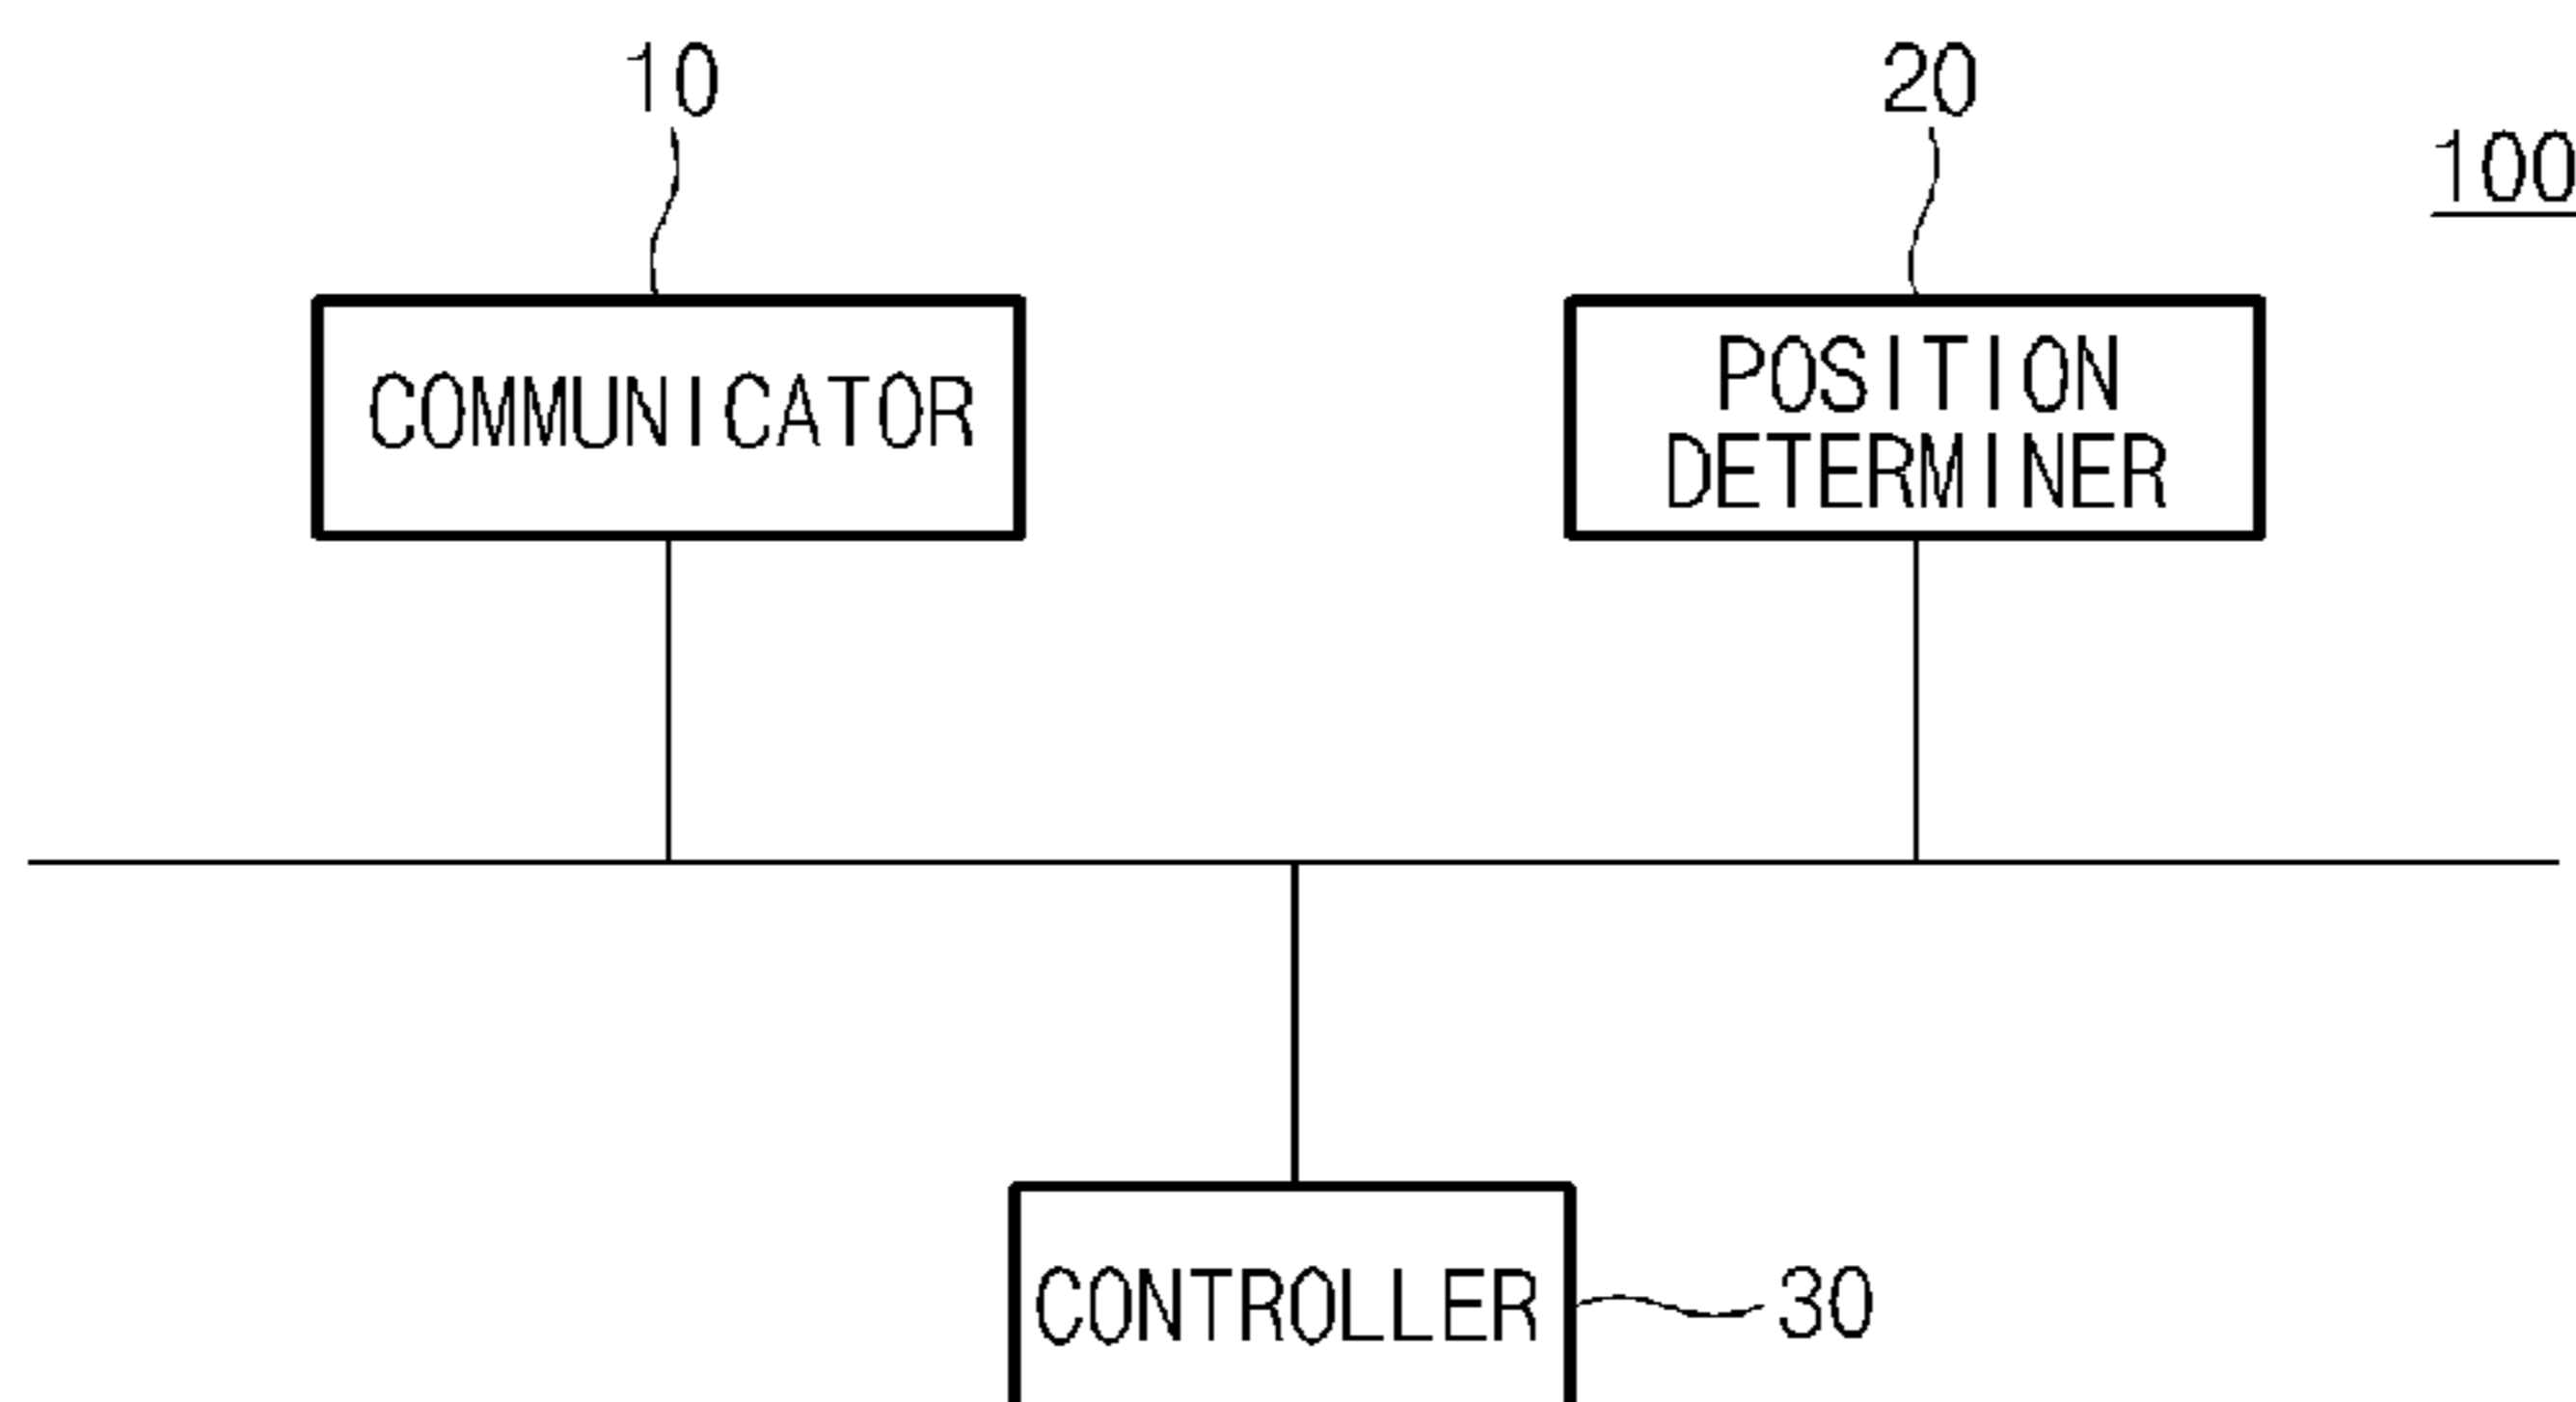 10
20
100
COMMUNICATOR
POSITION
DETERMINER
CONTROLLER
30